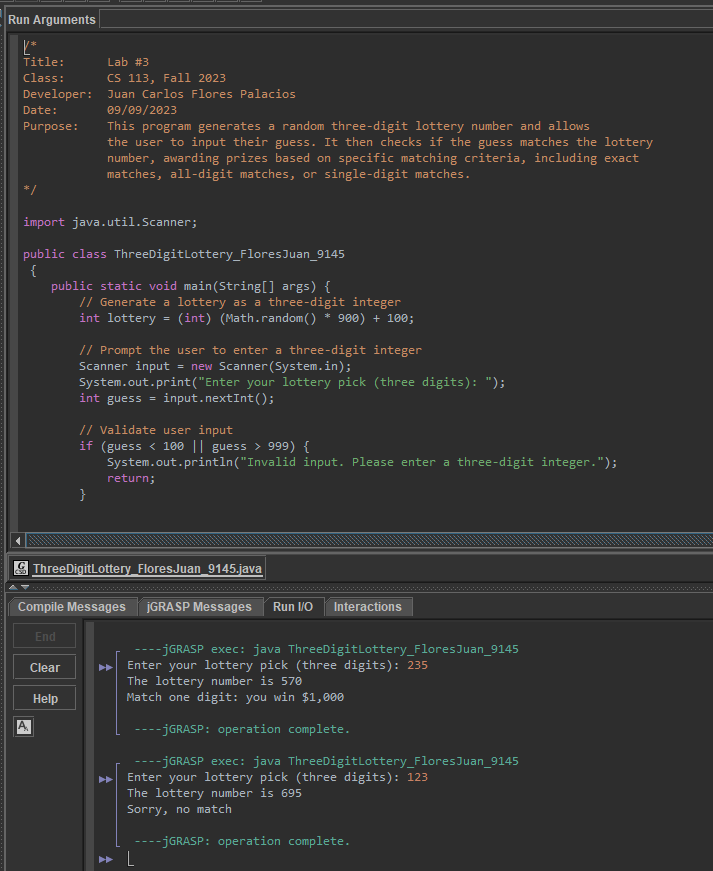 Run Arguments
/*
Title:      Lab #3
Class:      CS 113, Fall 2023
Developer:  Juan Carlos Flores Palacios
Date:       09/09/2023
Purpose:    This program generates a random three-digit lottery number and allows
            the user to input their guess. It then checks if the guess matches the lottery
            number, awarding prizes based on specific matching criteria, including exact
            matches, all-digit matches, or single-digit matches.
*/
import java.util.Scanner;
public class ThreeDigitLottery_FloresJuan_9145
 {
    public static void main(String[] args) {
        // Generate a lottery as a three-digit integer
        int lottery = (int) (Math.random() * 900) + 100;
        // Prompt the user to enter a three-digit integer
        Scanner input = new Scanner(System.in);
        System.out.print("Enter your lottery pick (three digits): ");
        int guess = input.nextInt();
        // Validate user input
        if (guess < 100 || guess > 999) {
            System.out.println("Invalid input. Please enter a three-digit integer.");
            return;
        }
ThreeDigitLottery_FloresJuan_9145.java
Compile Messages jGRASP Messages Run I/O Interactions
End
Clear
Help
 ----jGRASP exec: java ThreeDigitLottery_FloresJuan_9145
Enter your lottery pick (three digits): 235
The lottery number is 570
Match one digit: you win $1,000
 ----jGRASP: operation complete.
 ----jGRASP exec: java ThreeDigitLottery_FloresJuan_9145
Enter your lottery pick (three digits): 123
The lottery number is 695
Sorry, no match
 ----jGRASP: operation complete.